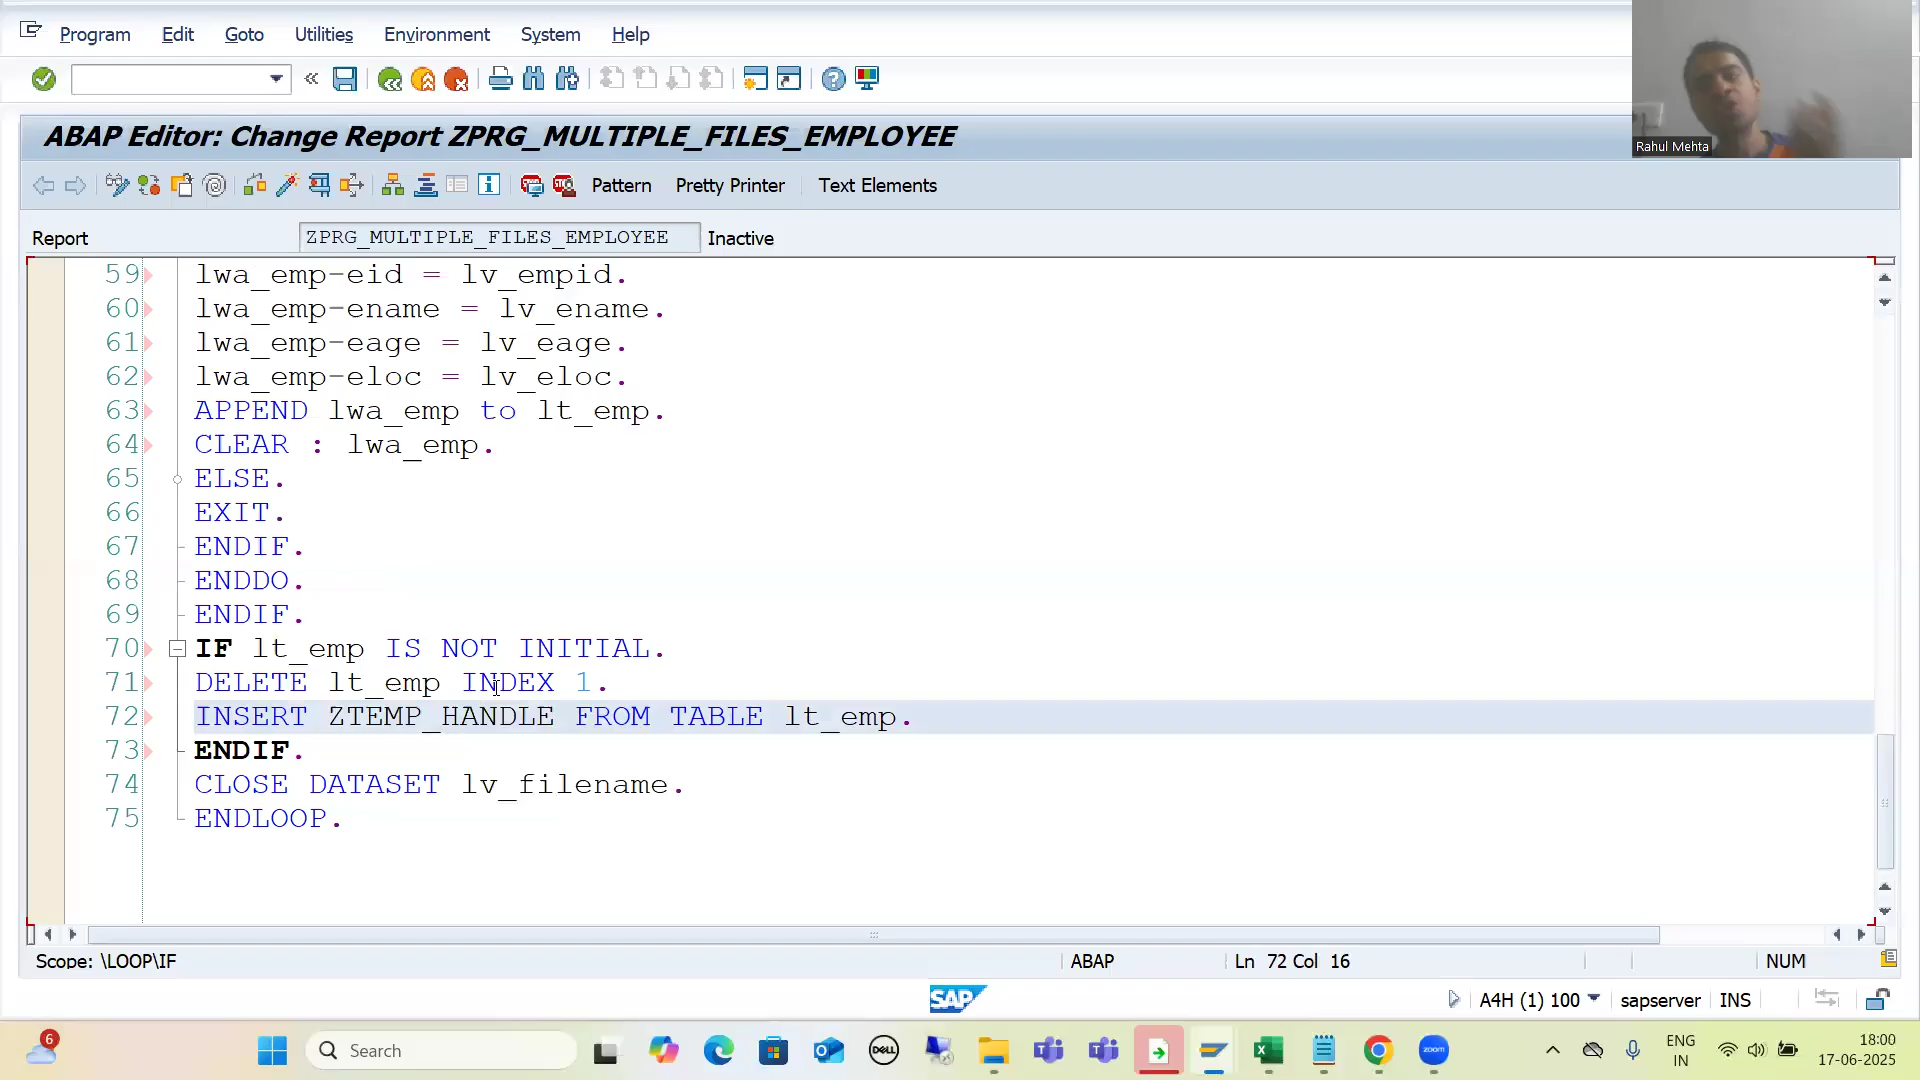 Program Edit Goto Utilities Environment System Help
Rahul Mehta
ABAP Editor: Change Report ZPRG_MULTIPLE_FILES_EMPLOYEE
Pattern Pretty Printer Text Elements
Report ZPRG_MULTIPLE_FILES_EMPLOYEE Inactive
59 lwa_emp-eid = lv_empid.
60 lwa_emp-ename = lv_ename.
61 lwa_emp-eage = lv_eage.
62 lwa_emp-eloc = lv_eloc.
63 APPEND lwa_emp to lt_emp.
64 CLEAR : lwa_emp.
65 ELSE.
66 EXIT.
67 ENDIF.
68 ENDDO.
69 ENDIF.
70 IF lt_emp IS NOT INITIAL.
71 DELETE lt_emp INDEX 1.
72 INSERT ZTEMP_HANDLE FROM TABLE lt_emp.
73 ENDIF.
74 CLOSE DATASET lv_filename.
75 ENDLOOP.
Scope: \LOOP\IF ABAP Ln 72 Col 16 NUM
SAP A4H (1) 100 sapserver INS
6 Search DELL zoom ENG IN 18:00 17-06-2025